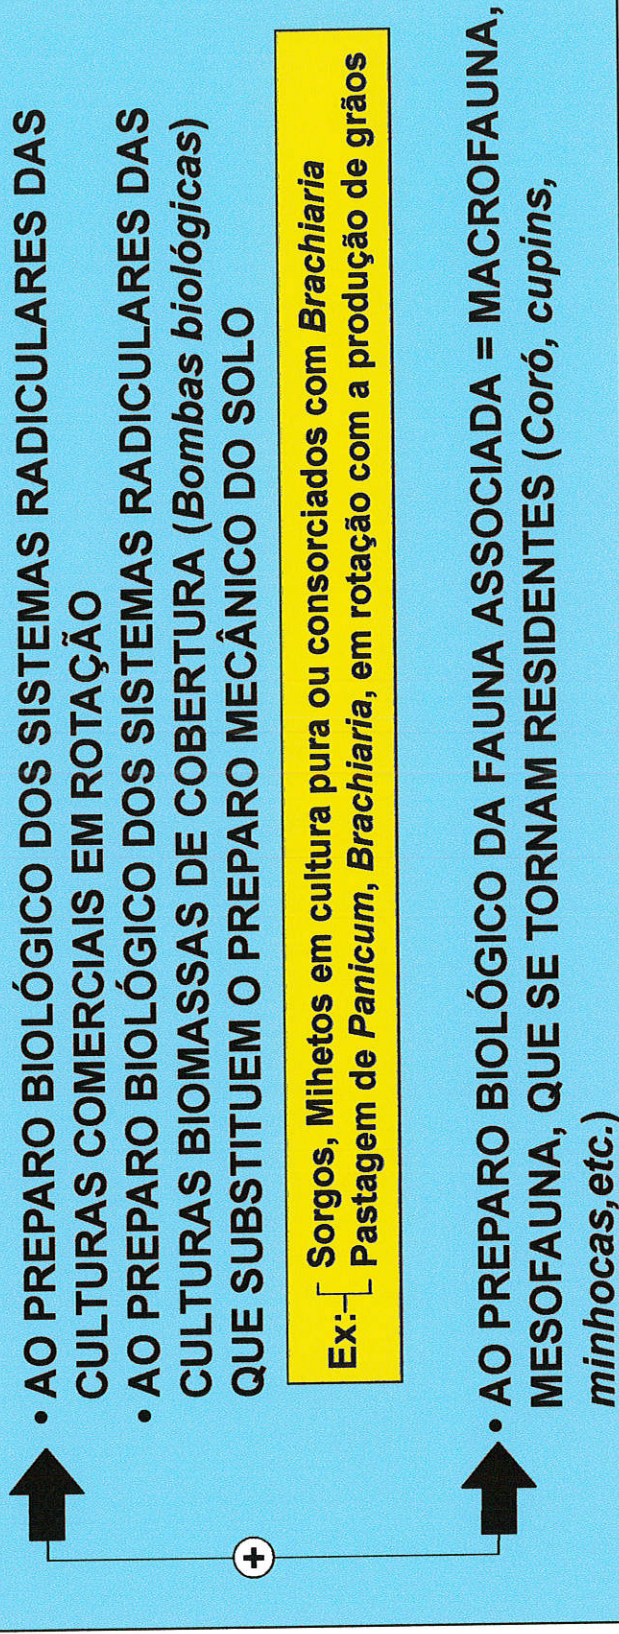 • AO PREPARO BIOLÓGICO DOS SISTEMAS RADICULARES DAS
CULTURAS COMERCIAIS EM ROTAÇÃO
• AO PREPARO BIOLÓGICO DOS SISTEMAS RADICULARES DAS
CULTURAS BIOMASSAS DE COBERTURA (Bombas biológicas)
QUE SUBSTITUEM O PREPARO MECÂNICO DO SOLO
Ex:
Sorgos, Mihetos em cultura pura ou consorciados com Brachiaria
Pastagem de Panicum, Brachiaria, em rotação com a produção de grãos
+
• AO PREPARO BIOLÓGICO DA FAUNA ASSOCIADA = MACROFAUNA,
MESOFAUNA, QUE SE TORNAM RESIDENTES (Coró, cupins,
minhocas,etc.)